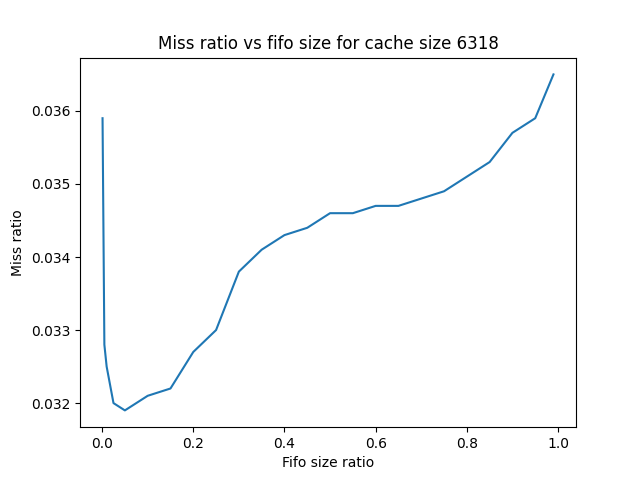 Miss ratio vs fifo size for cache size 6318
0.036
0.035
0.034
0.033
0.032
Miss ratio
0.0 0.2 0.4 0.6 0.8 1.0
Fifo size ratio